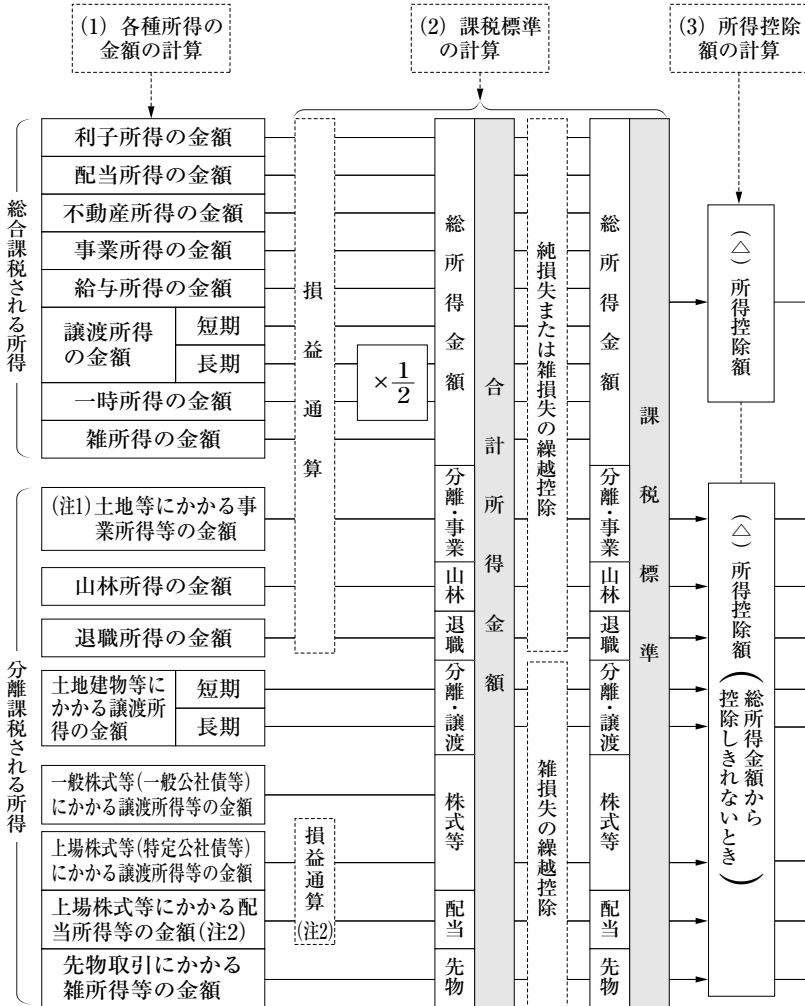 (1) 各種所得の
金額の計算
(2) 課税標準
の計算
(3) 所得控除
額の計算
総合課税される所得
利子所得の金額
配当所得の金額
不動産所得の金額
事業所得の金額
給与所得の金額
譲渡所得
の金額
短期
長期
一時所得の金額
雑所得の金額
損益通算
×1/2
総所得金額
合計所得金額
純損失または雑損失の繰越控除
総所得金額
課税標準
(△)所得控除額
分離課税される所得
(注1)土地等にかかる事
業所得等の金額
山林所得の金額
退職所得の金額
土地建物等に
かかる譲渡所
得の金額
短期
長期
一般株式等(一般公社債等)
にかかる譲渡所得等の金額
上場株式等(特定公社債等)
にかかる譲渡所得等の金額
上場株式等にかかる配
当所得等の金額(注2)
先物取引にかかる
雑所得等の金額
損益通算
(注2)
分離・事業
山林
退職
分離・譲渡
株式等
配当
先物
雑損失の繰越控除
分離・事業
山林
退職
分離・譲渡
株式等
配当
先物
(△)所得控除額
(総所得金額から
控除しきれないとき)